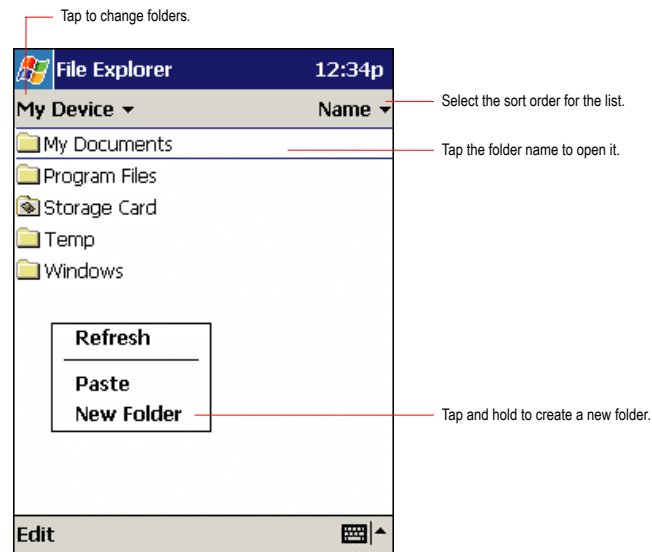 Tap to change folders.
File Explorer 12:34p
My Device Name
Select the sort order for the list.
My Documents
Tap the folder name to open it.
Program Files
Storage Card
Temp
Windows
Refresh
Paste
New Folder
Tap and hold to create a new folder.
Edit